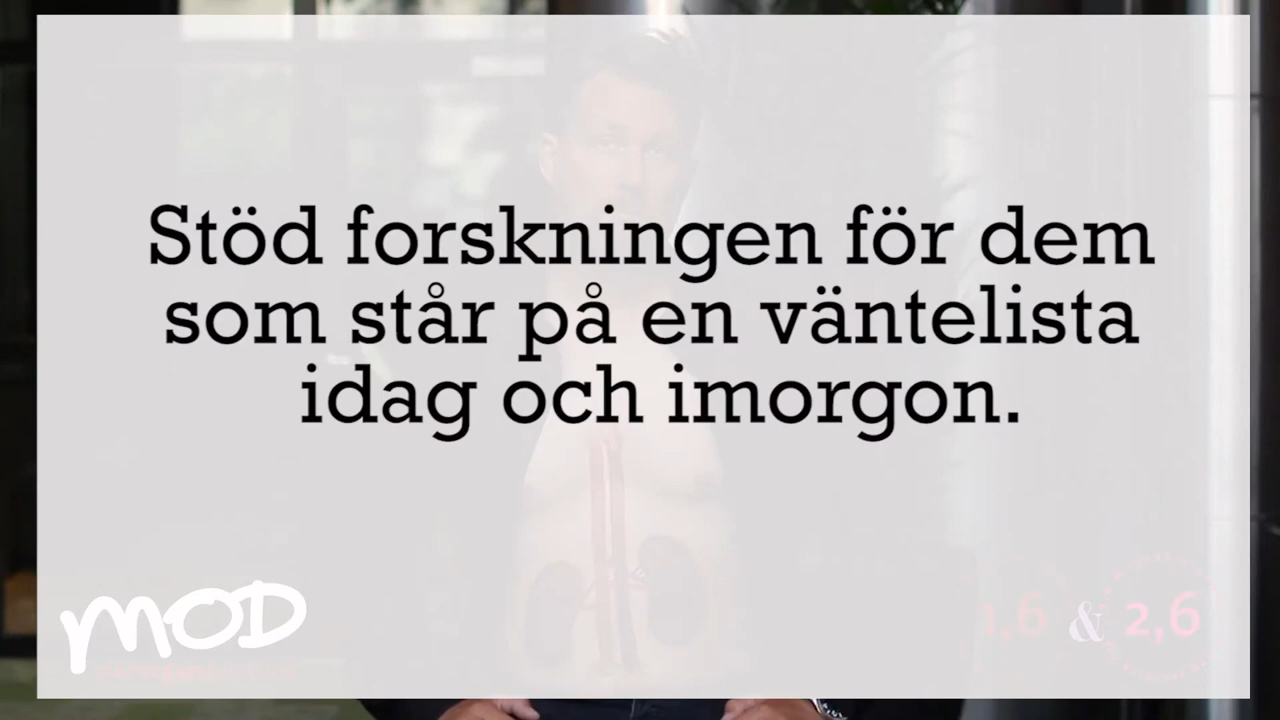 Stöd forskningen för dem
som står på en väntelista
idag och imorgon.
MOD
1,6 & 2,6